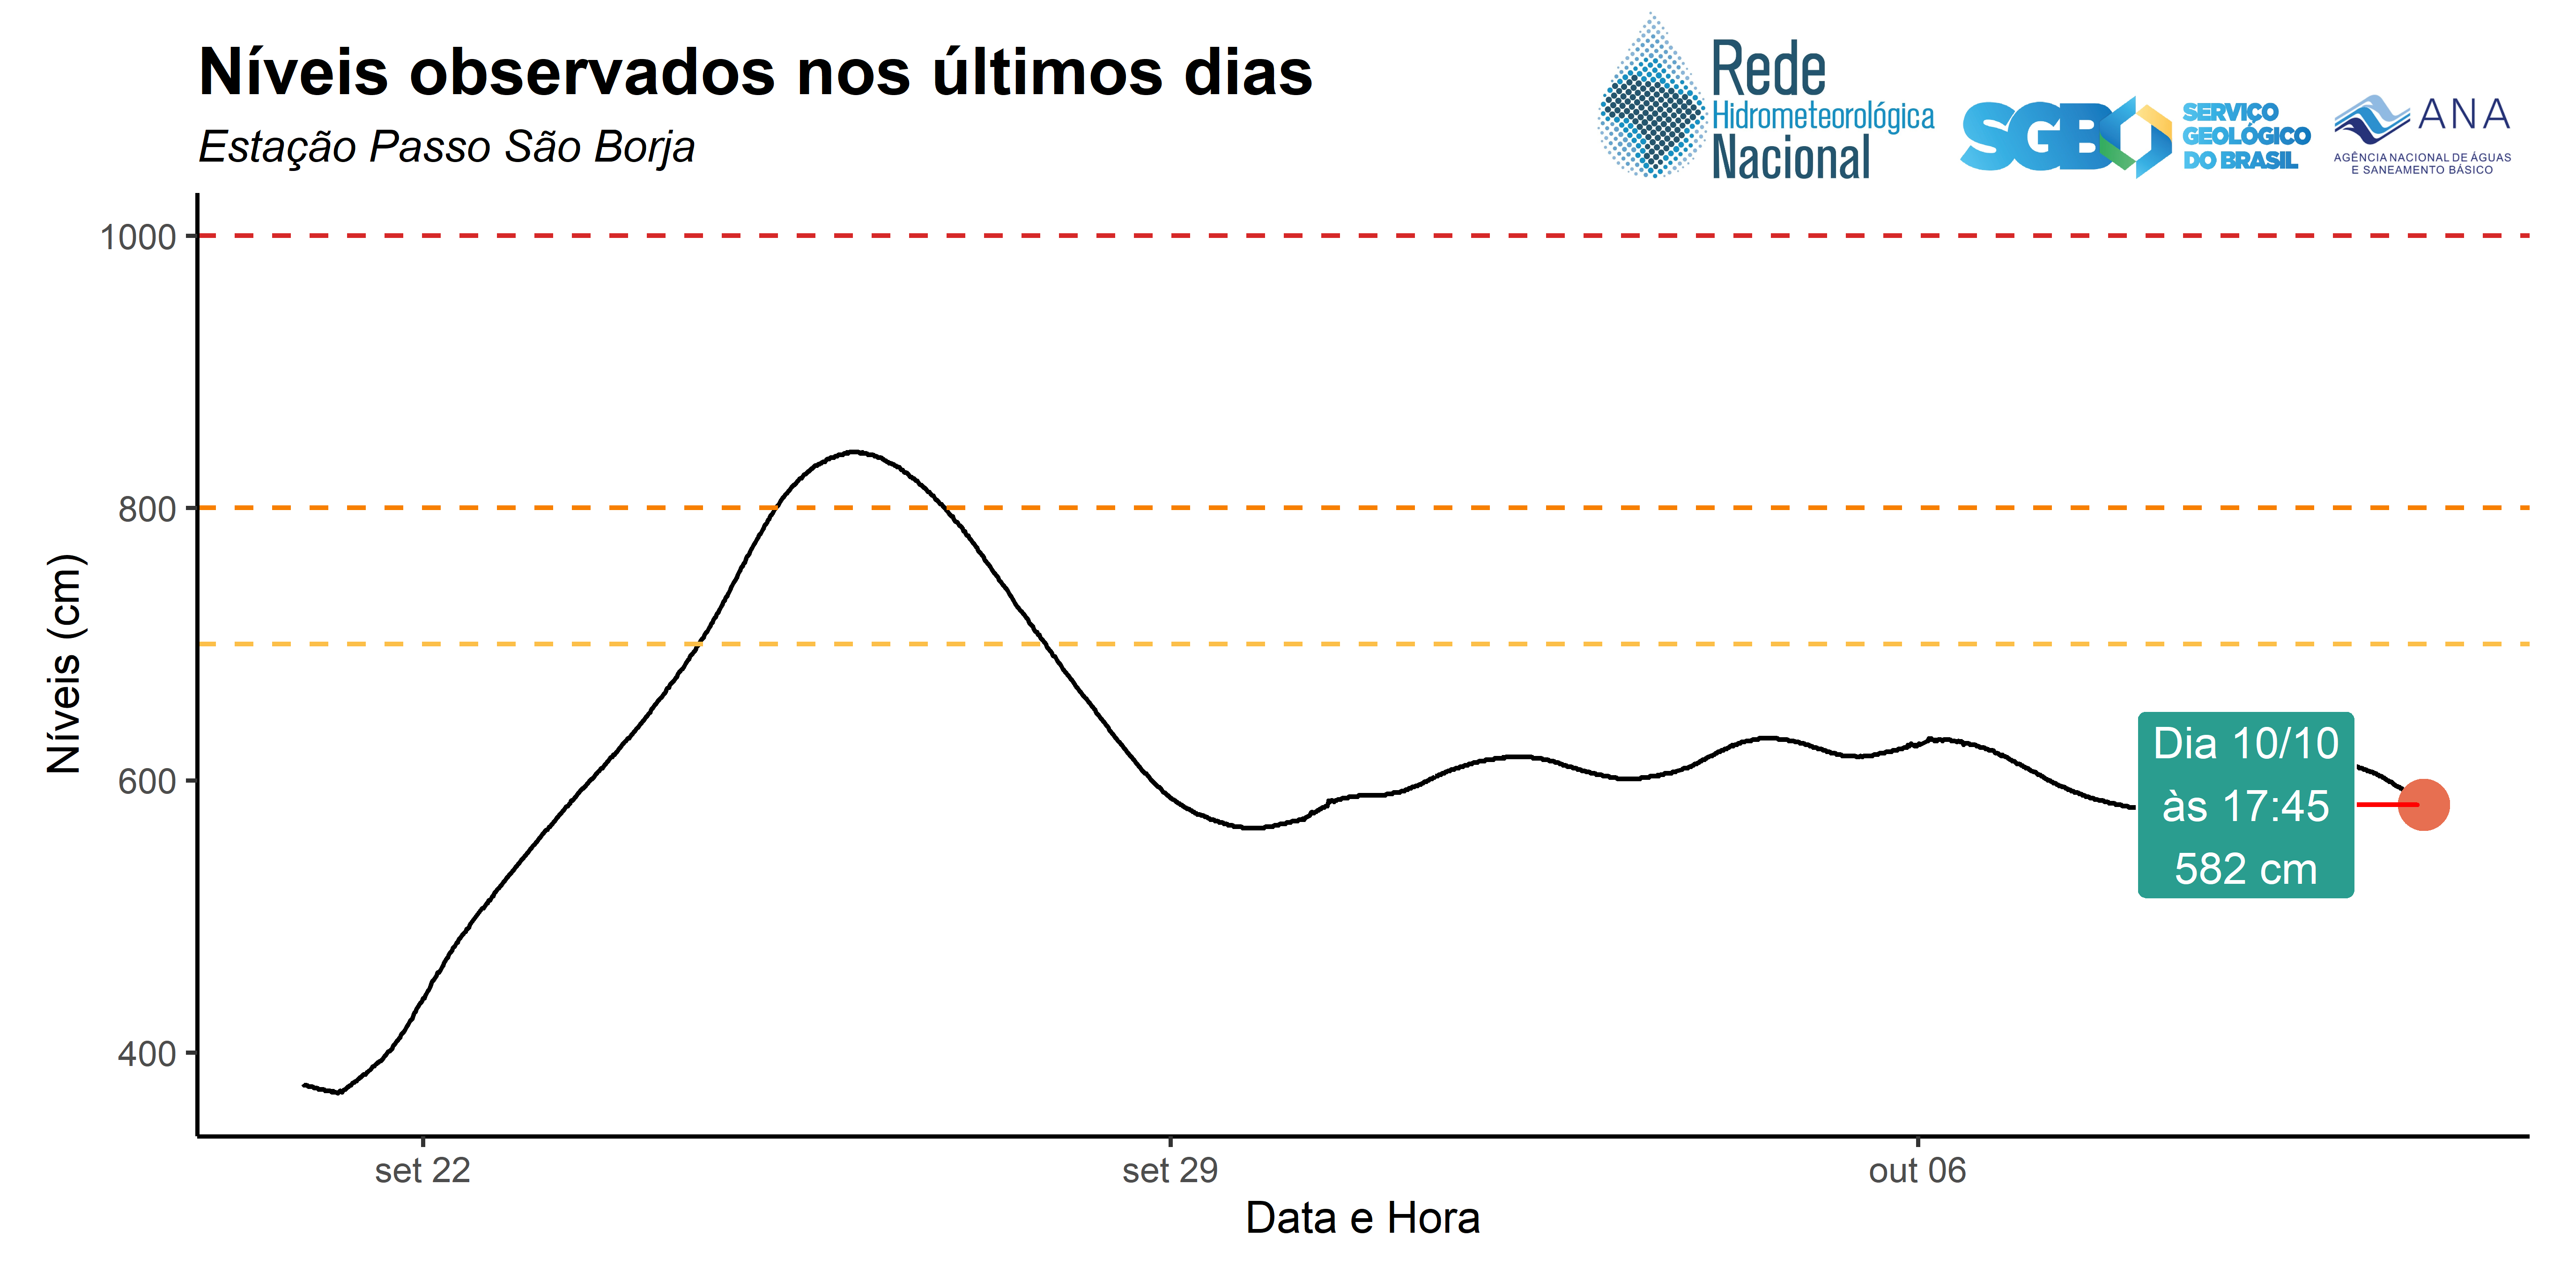 Níveis observados nos últimos dias
Estação Passo São Borja
Rede
Hidrometeorológica
Nacional
SGB
SERVIÇO
GEOLÓGICO
DO BRASIL
ANA
AGÊNCIA NACIONAL DE ÁGUAS
E SANEAMENTO BÁSICO
Níveis (cm)
1000
800
600
400
Dia 10/10
às 17:45
582 cm
set 22
set 29
out 06
Data e Hora